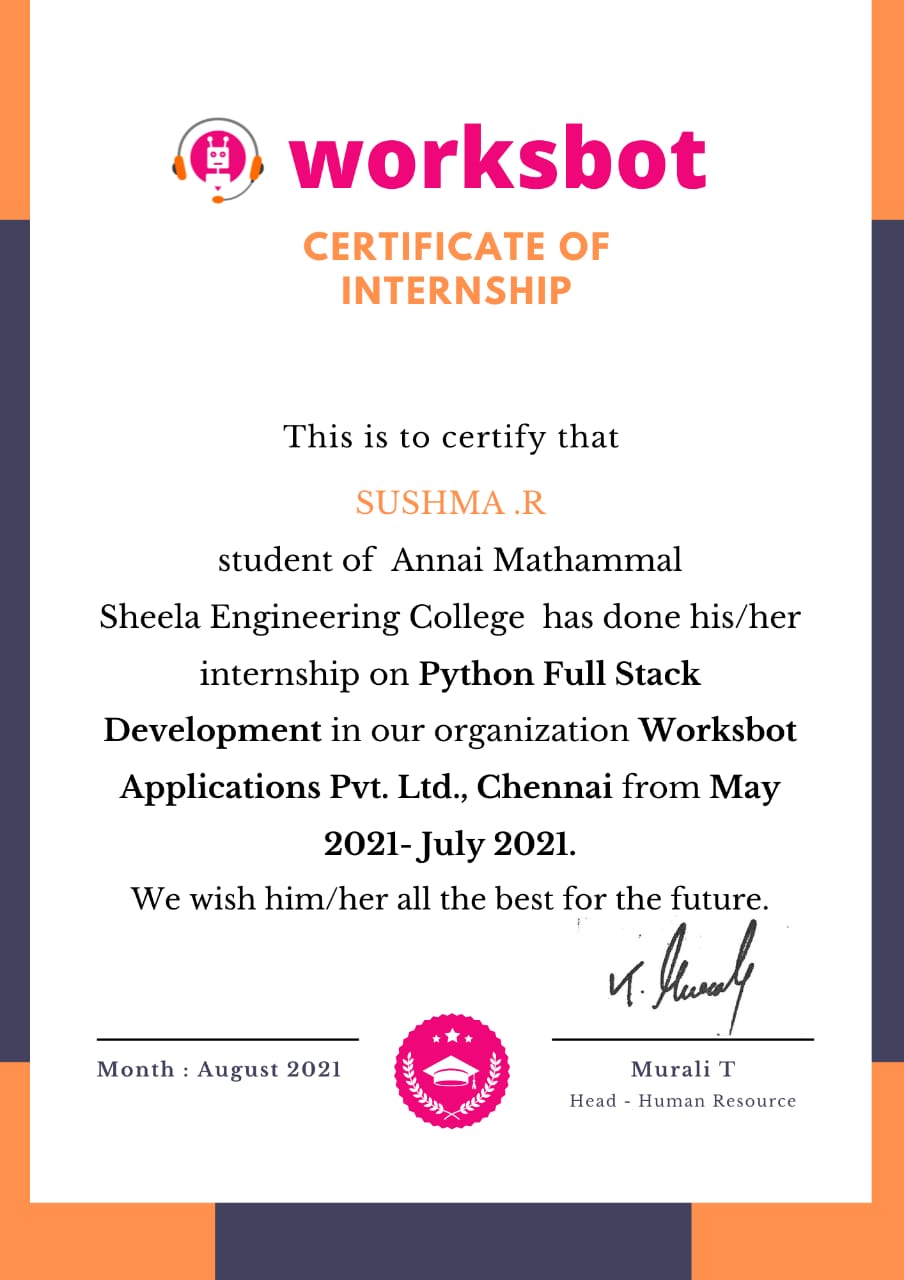 worksbot
CERTIFICATE OF
INTERNSHIP
This is to certify that
SUSHMA .R
student of  Annai Mathammal
Sheela Engineering College  has done his/her
internship on Python Full Stack
Development in our organization Worksbot
Applications Pvt. Ltd., Chennai from May
2021- July 2021.
We wish him/her all the best for the future.
T. Murali
Month : August 2021
Murali T
Head - Human Resource